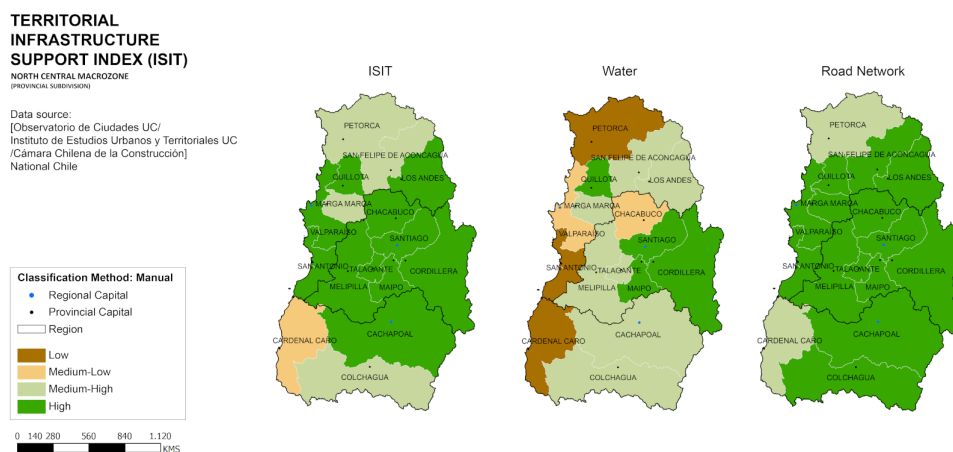 TERRITORIAL
INFRASTRUCTURE
SUPPORT INDEX (ISIT)
NORTH CENTRAL MACROZONE
(PROVINCIAL SUBDIVISION)
Data source:
[Observatorio de Ciudades UC/
Instituto de Estudios Urbanos y Territoriales UC
/Cámara Chilena de la Construcción]
National Chile
Classification Method: Manual
Regional Capital
Provincial Capital
Region
Low
Medium-Low
Medium-High
High
0 140 280 560 840 1.120
KMS
ISIT
PETORCA
SAN FELIPE DE ACONCAGUA
QUILLOTA
LOS ANDES
MARGA MARGA
CHACABUCO
VALPARAISO
SANTIAGO
SAN ANTONIO
TALAGANTE
CORDILLERA
MELIPILLA
MAIPO
CARDENAL CARO
CACHAPOAL
COLCHAGUA
Water
PETORCA
SAN FELIPE DE ACONCAGUA
QUILLOTA
LOS ANDES
MARGA MARGA
CHACABUCO
VALPARAISO
SANTIAGO
SAN ANTONIO
TALAGANTE
CORDILLERA
MELIPILLA
MAIPO
CARDENAL CARO
CACHAPOAL
COLCHAGUA
Road Network
PETORCA
SAN FELIPE DE ACONCAGUA
QUILLOTA
LOS ANDES
MARGA MARGA
CHACABUCO
VALPARAISO
SANTIAGO
SAN ANTONIO
TALAGANTE
CORDILLERA
MELIPILLA
MAIPO
CARDENAL CARO
CACHAPOAL
COLCHAGUA